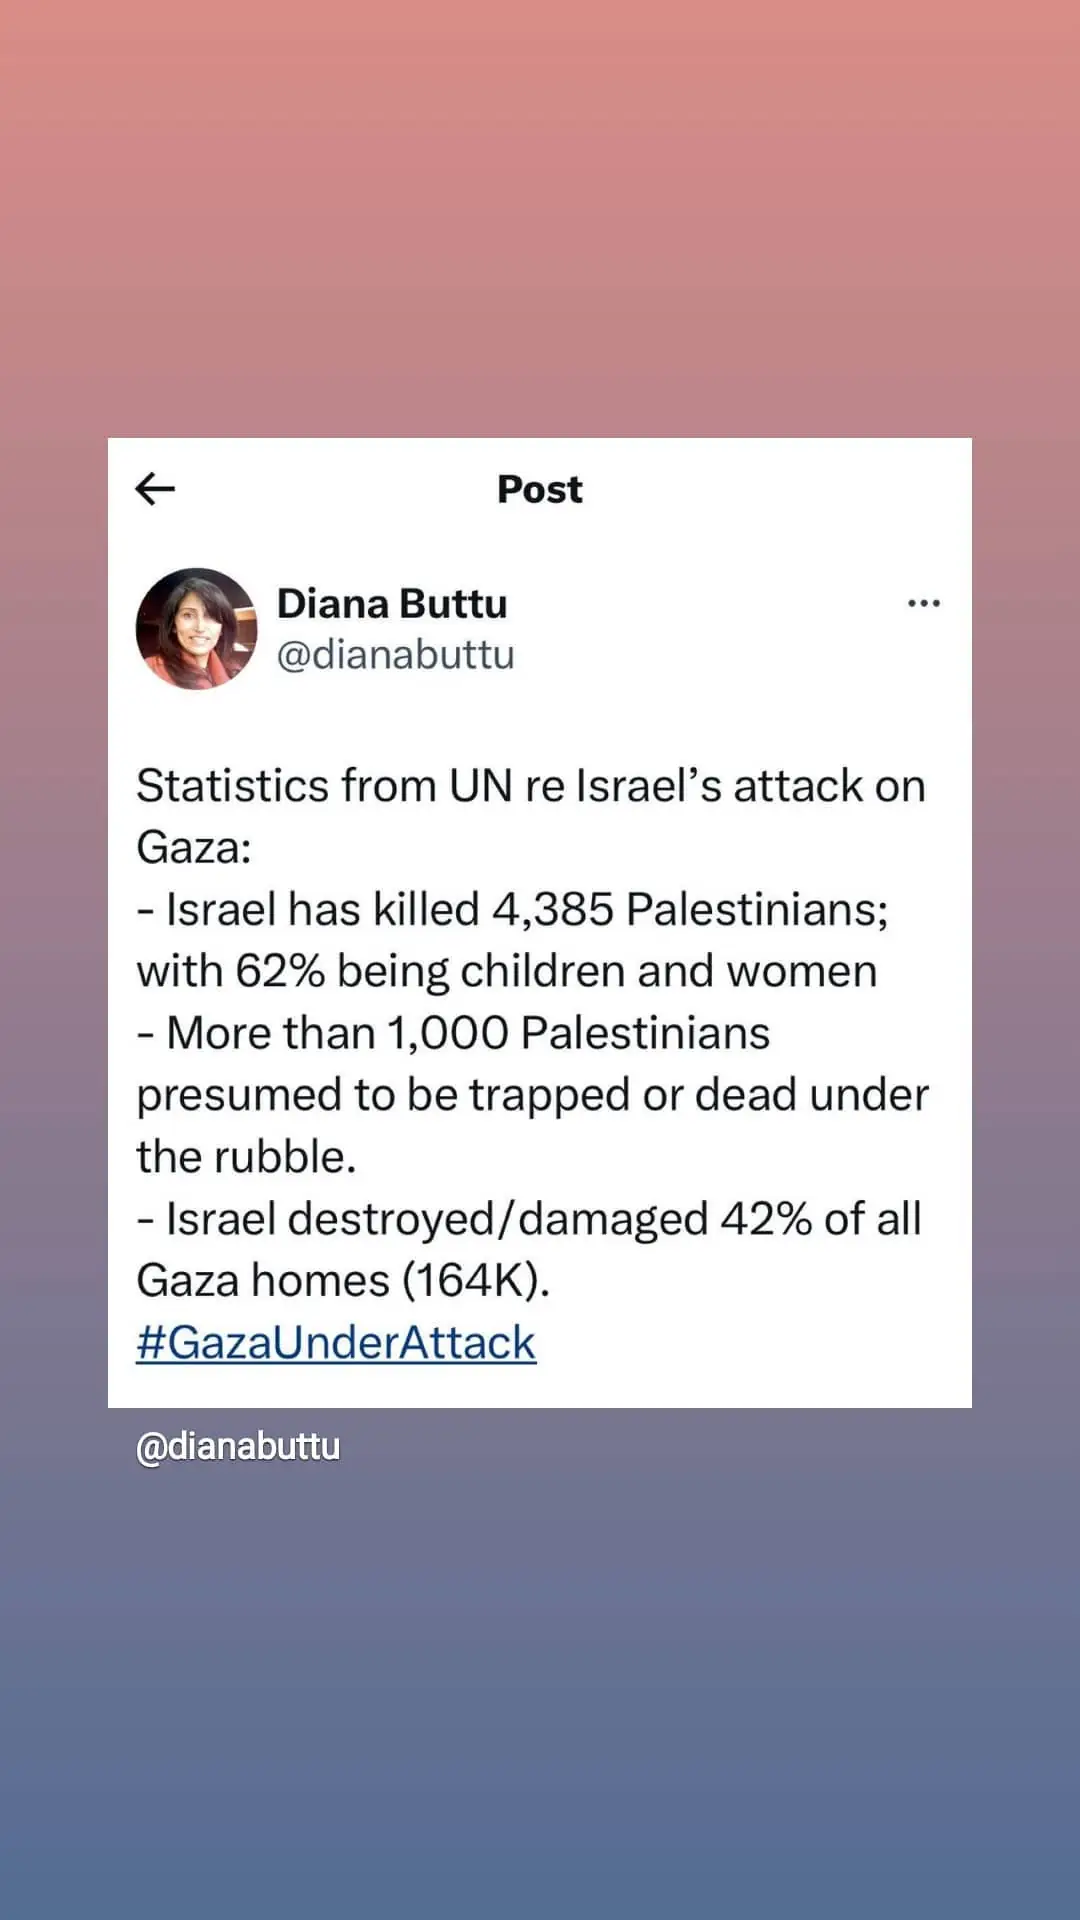 Post
Diana Buttu
@dianabuttu
Statistics from UN re Israel’s attack on
Gaza:
- Israel has killed 4,385 Palestinians;
with 62% being children and women
- More than 1,000 Palestinians
presumed to be trapped or dead under
the rubble.
- Israel destroyed/damaged 42% of all
Gaza homes (164K).
#GazaUnderAttack
@dianabuttu